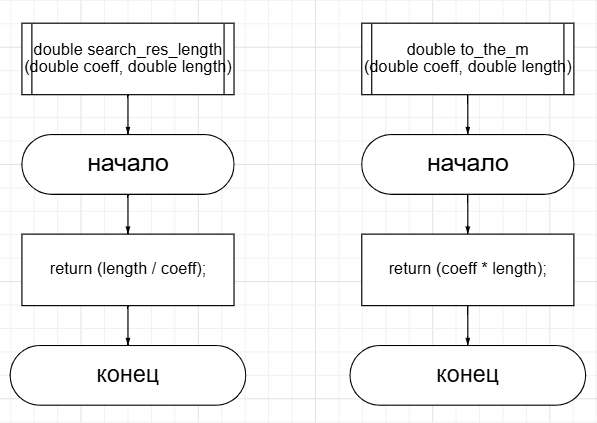 double search_res_length
(double coeff, double length)
начало
return (length / coeff);
конец
double to_the_m
(double coeff, double length)
начало
return (coeff * length);
конец